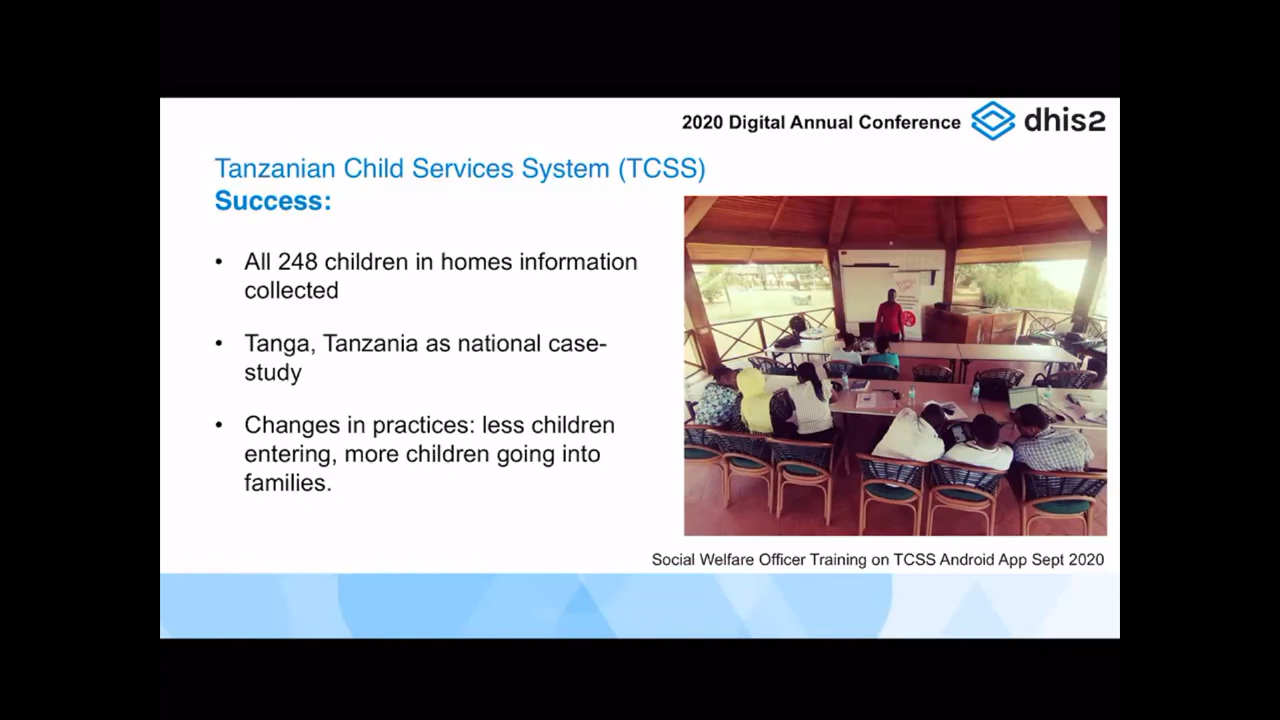 2020 Digital Annual Conference dhis2
Tanzanian Child Services System (TCSS)
Success:
• All 248 children in homes information
collected
• Tanga, Tanzania as national case-
study
• Changes in practices: less children
entering, more children going into
families.
Social Welfare Officer Training on TCSS Android App Sept 2020